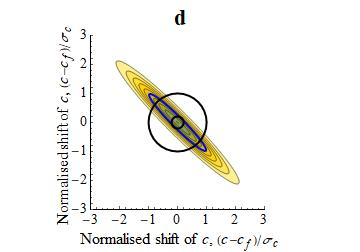 d
Normalised shift of c, (c−c_f)/σ_c
3
2
1
0
−1
−2
−3
−3 −2 −1 0 1 2 3
Normalised shift of c, (c−c_f)/σ_c